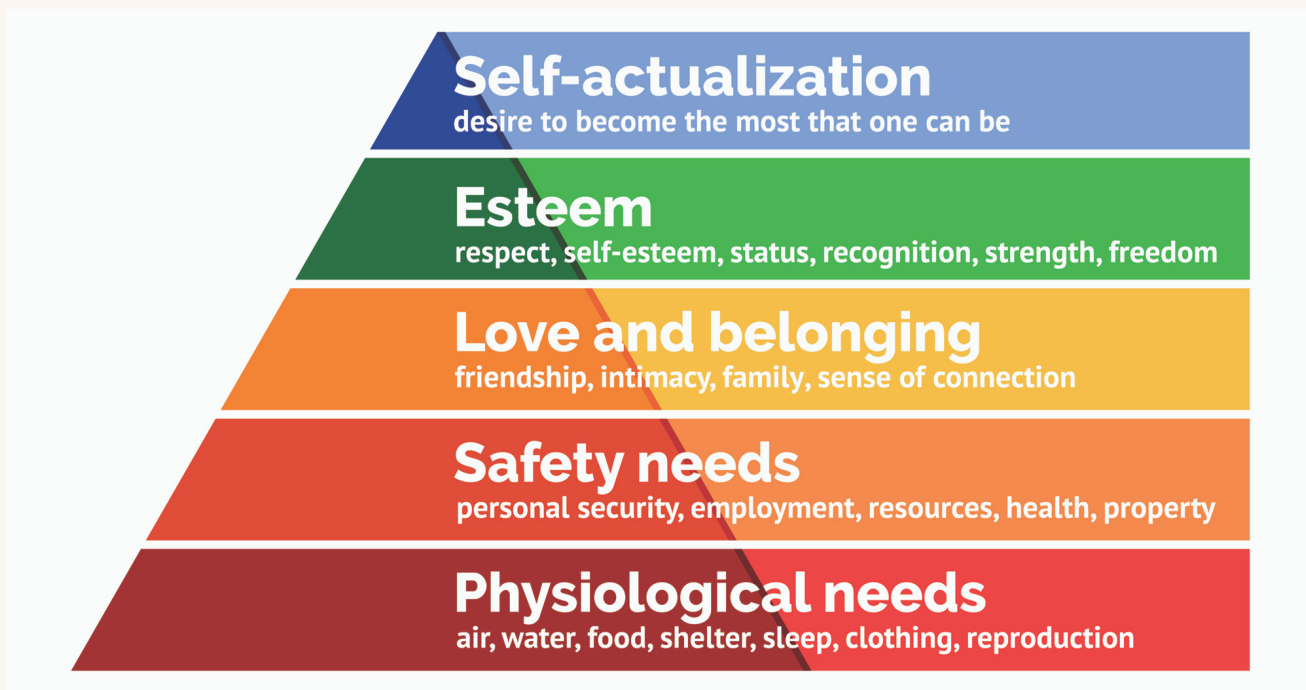 Self-actualization
desire to become the most that one can be
Esteem
respect, self-esteem, status, recognition, strength, freedom
Love and belonging
friendship, intimacy, family, sense of connection
Safety needs
personal security, employment, resources, health, property
Physiological needs
air, water, food, shelter, sleep, clothing, reproduction